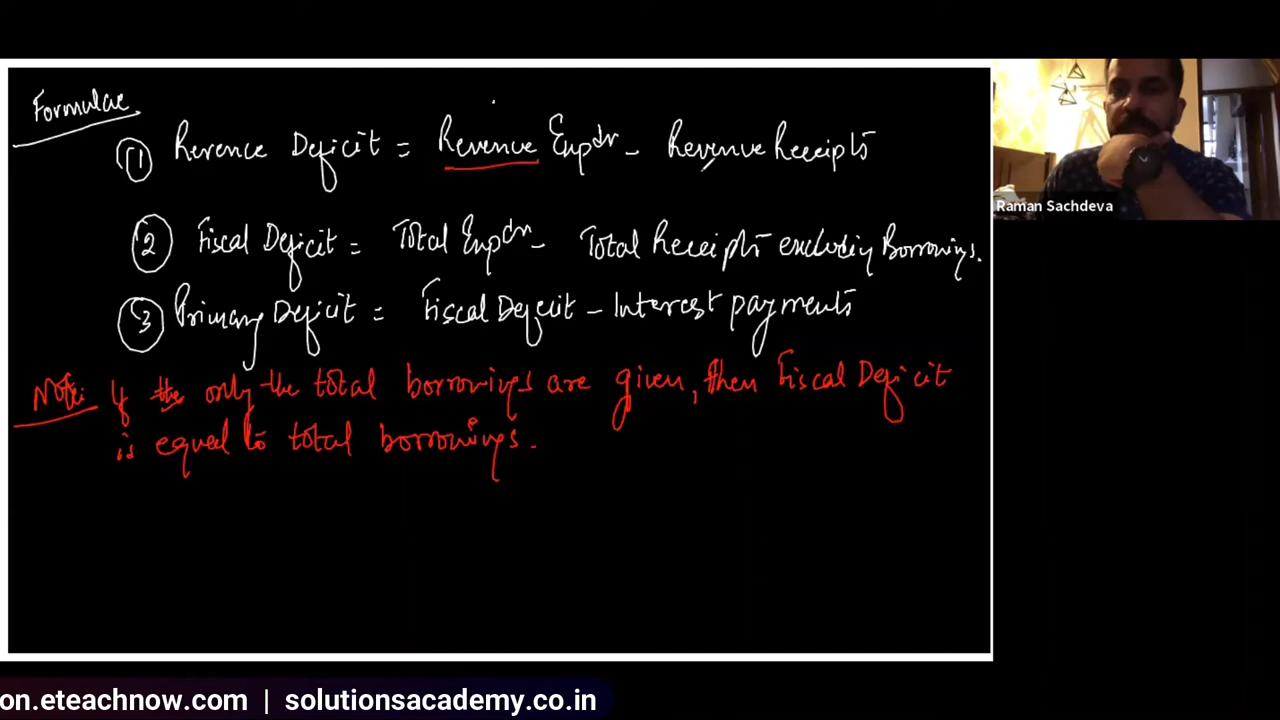 Formulae
① Revenue Deficit = Revenue Expdr - Revenue Receipts
Raman Sachdeva
② Fiscal Deficit = Total Expdr - Total Receipts excluding Borrowings.
③ Primary Deficit = Fiscal Deficit - Interest payments
Note: If the only the total borrowings are given, then Fiscal Deficit
is equal to total borrowings.
on.eteachnow.com | solutionsacademy.co.in